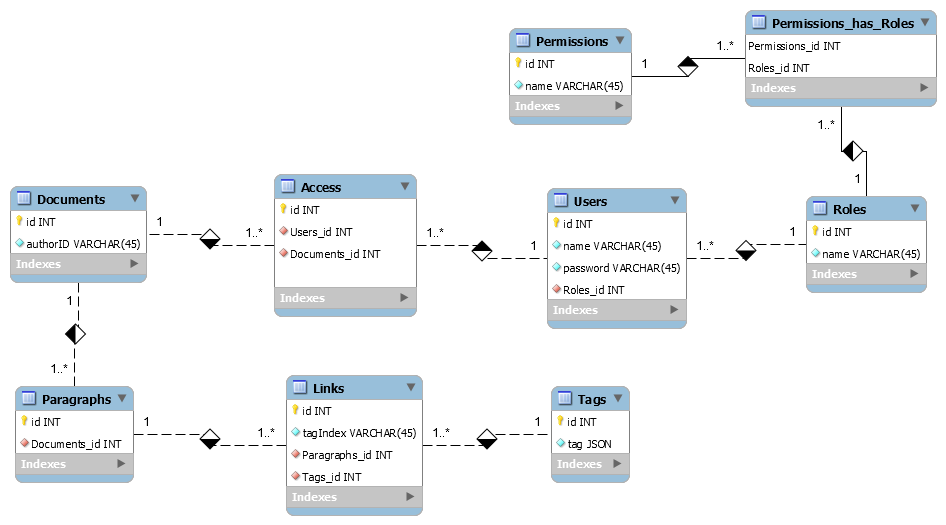 Permissions
id INT
name VARCHAR(45)
Indexes
1
1..*
Permissions_has_Roles
Permissions_id INT
Roles_id INT
Indexes
1..*
1
Documents
id INT
authorID VARCHAR(45)
Indexes
1
1..*
Access
id INT
Users_id INT
Documents_id INT
Indexes
1..*
1
Users
id INT
name VARCHAR(45)
password VARCHAR(45)
Roles_id INT
Indexes
1..*
1
Roles
id INT
name VARCHAR(45)
Indexes
1
1..*
Paragraphs
id INT
Documents_id INT
Indexes
1
1..*
Links
id INT
tagIndex VARCHAR(45)
Paragraphs_id INT
Tags_id INT
Indexes
1..*
1
Tags
id INT
tag JSON
Indexes